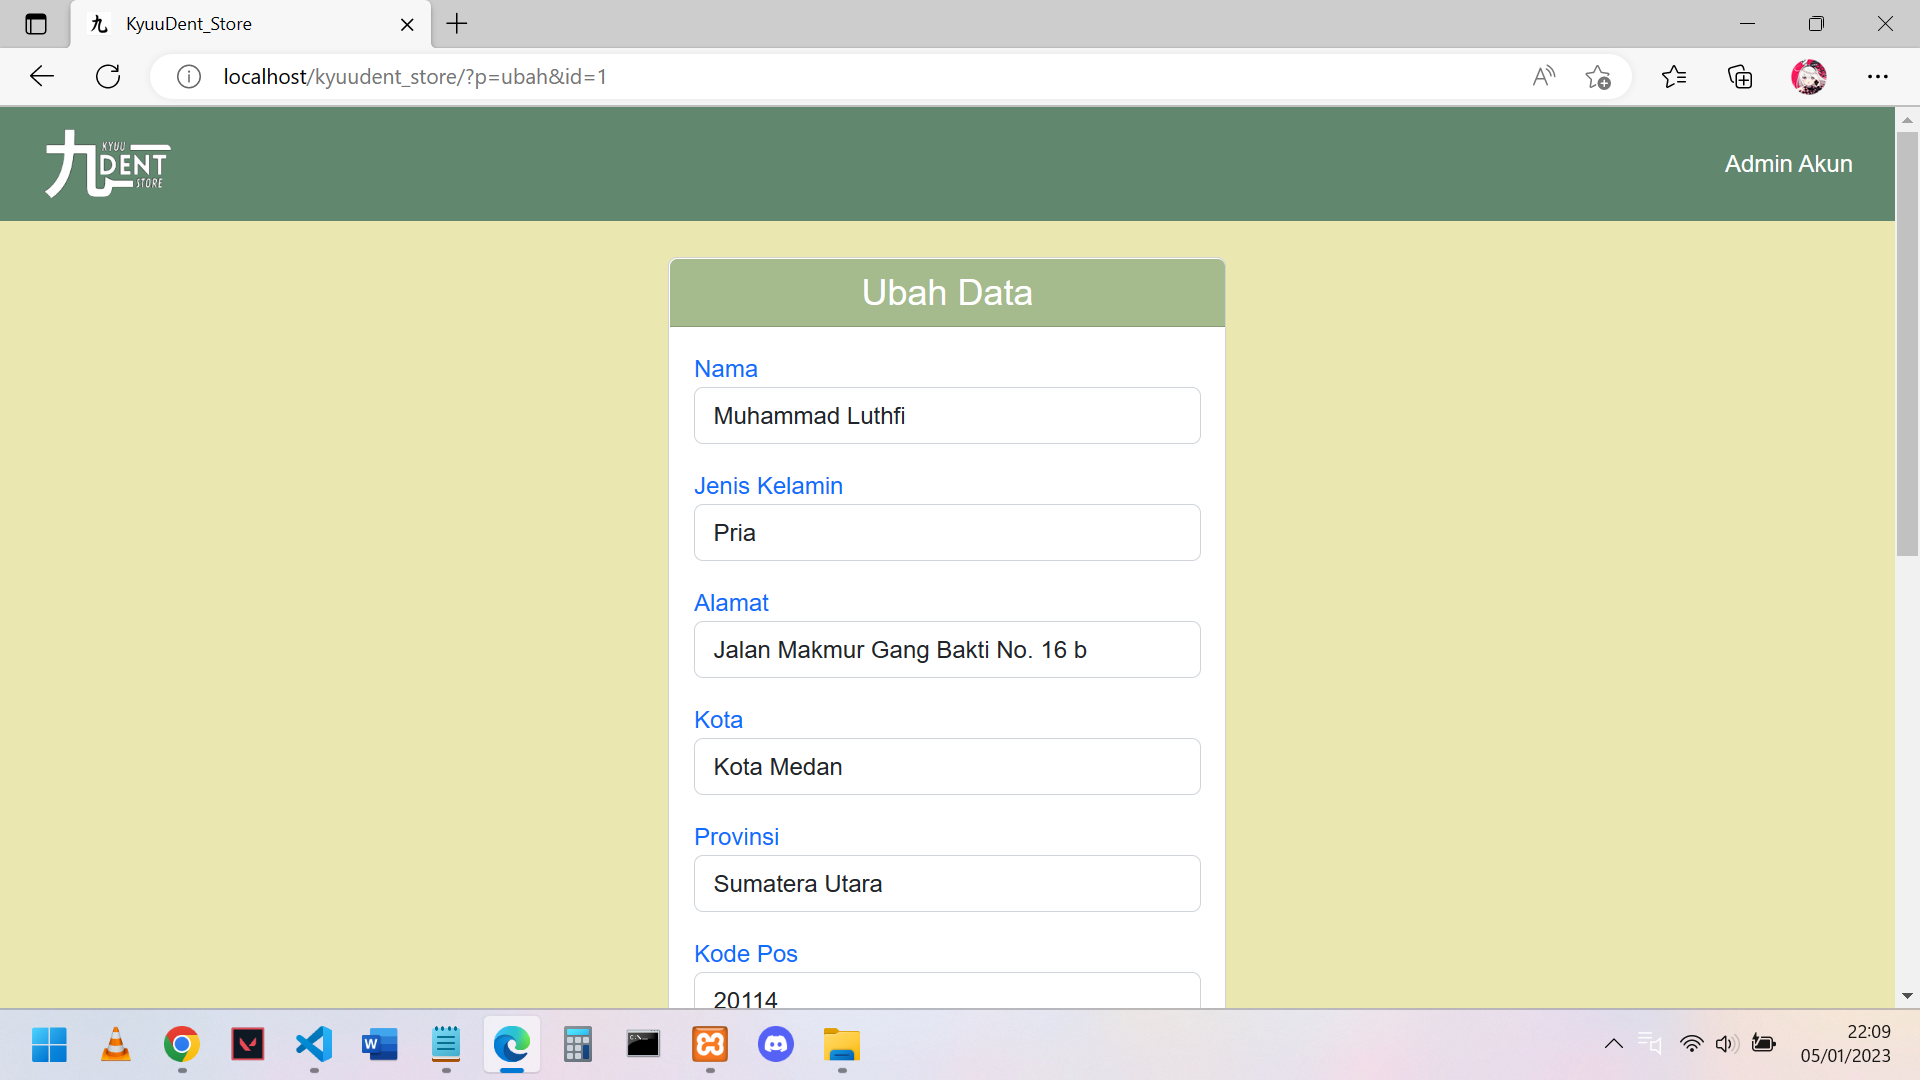 九 KyuuDent_Store
localhost/kyuudent_store/?p=ubah&id=1
九 KYUU DENT STORE
Admin Akun
Ubah Data
Nama
Muhammad Luthfi
Jenis Kelamin
Pria
Alamat
Jalan Makmur Gang Bakti No. 16 b
Kota
Kota Medan
Provinsi
Sumatera Utara
Kode Pos
20114
22:09
05/01/2023